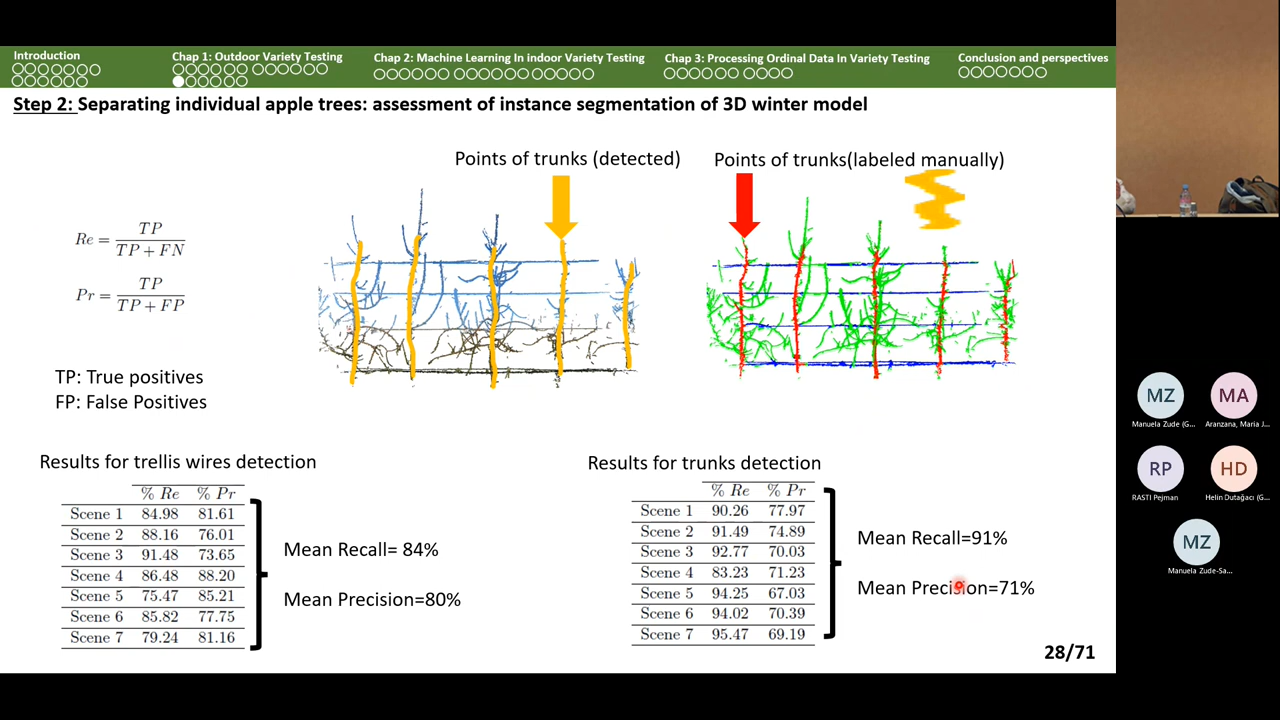 Introduction
Chap 1: Outdoor Variety Testing
Chap 2: Machine Learning In indoor Variety Testing
Chap 3: Processing Ordinal Data In Variety Testing
Conclusion and perspectives
Step 2: Separating individual apple trees: assessment of instance segmentation of 3D winter model
Points of trunks (detected)
Points of trunks(labeled manually)
Re = TP / TP + FN
Pr = TP / TP + FP
TP: True positives
FP: False Positives
Results for trellis wires detection
% Re % Pr
Scene 1 84.98 81.61
Scene 2 88.16 76.01
Scene 3 91.48 73.65
Scene 4 86.48 88.20
Scene 5 75.47 85.21
Scene 6 85.82 77.75
Scene 7 79.24 81.16
Mean Recall= 84%
Mean Precision=80%
Results for trunks detection
% Re % Pr
Scene 1 90.26 77.97
Scene 2 91.49 74.89
Scene 3 92.77 70.03
Scene 4 83.23 71.23
Scene 5 94.25 67.03
Scene 6 94.02 70.39
Scene 7 95.47 69.19
Mean Recall=91%
Mean Precision=71%
28/71
MZ
Manuela Zude (G...
MA
Aranzana, Maria J...
RP
RASTI Pejman
HD
Helin Dutağacı (G...
MZ
Manuela Zude-Sa...